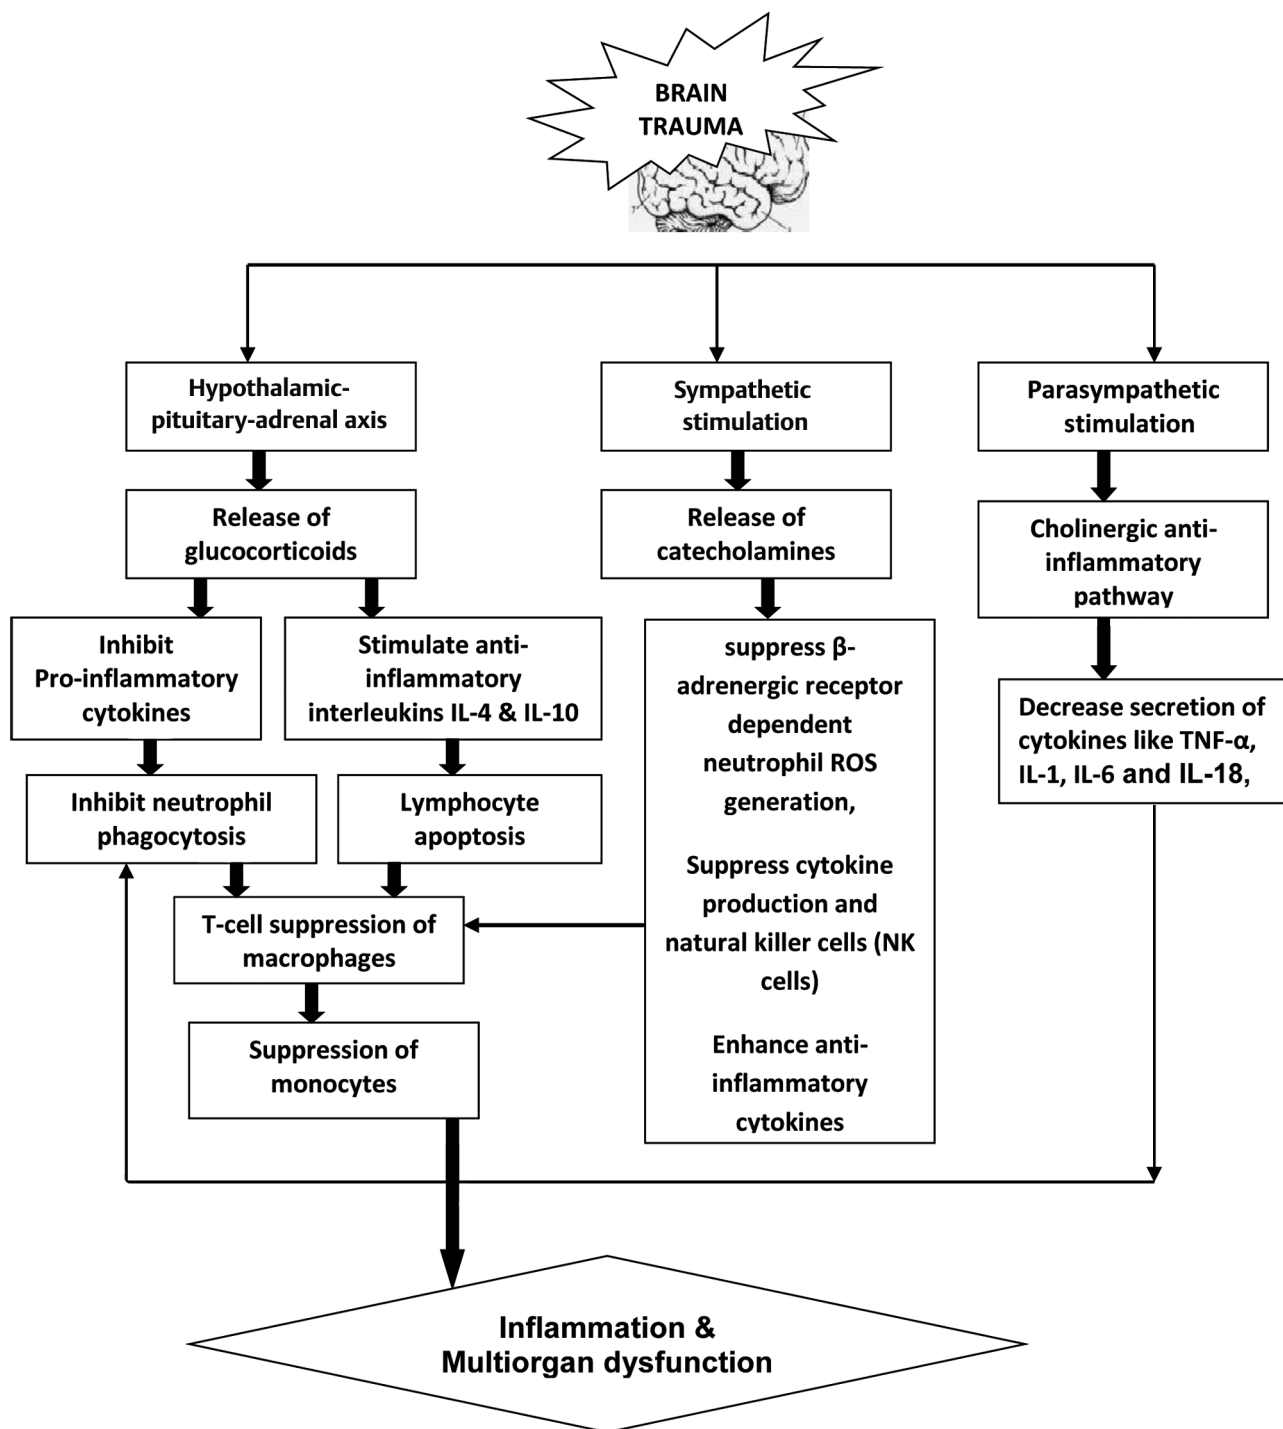 BRAIN
TRAUMA
Hypothalamic-
pituitary-adrenal axis
Sympathetic
stimulation
Parasympathetic
stimulation
Release of
glucocorticoids
Release of
catecholamines
Cholinergic anti-
inflammatory
pathway
Inhibit
Pro-inflammatory
cytokines
Stimulate anti-
inflammatory
interleukins IL-4 & IL-10
suppress β-
adrenergic receptor
dependent
neutrophil ROS
generation,
Suppress cytokine
production and
natural killer cells (NK
cells)
Enhance anti-
inflammatory
cytokines
Decrease secretion of
cytokines like TNF-α,
IL-1, IL-6 and IL-18,
Inhibit neutrophil
phagocytosis
Lymphocyte
apoptosis
T-cell suppression of
macrophages
Suppression of
monocytes
Inflammation &
Multiorgan dysfunction